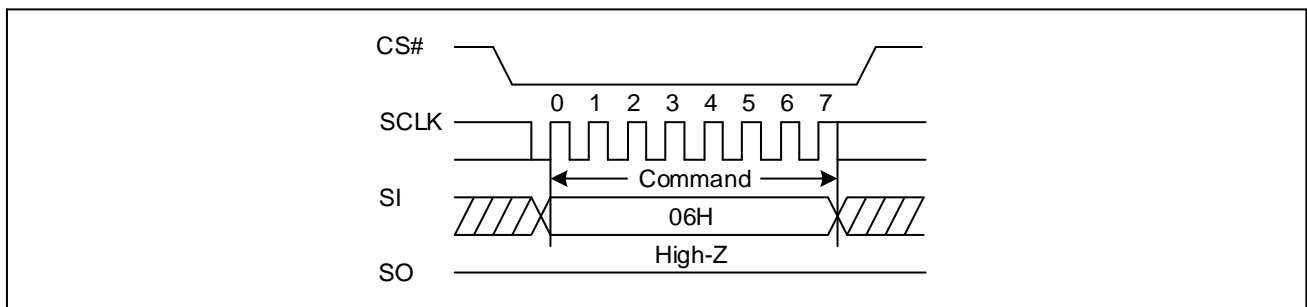 CS#
0 1 2 3 4 5 6 7
SCLK
Command
SI
06H
High-Z
SO